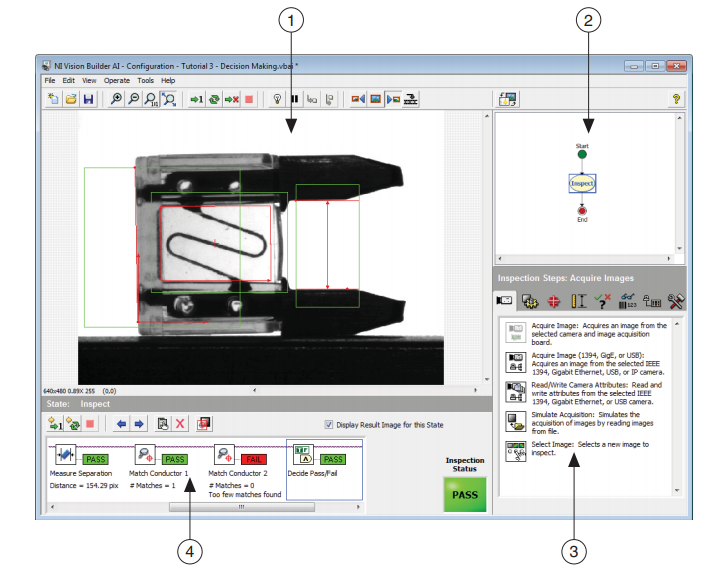 1
2
NI Vision Builder AI - Configuration - Tutorial 3 - Decision Making.vbai *
File Edit View Operate Tools Help
1:1
1
?
Start
Inspect
End
Inspection Steps: Acquire Images
123
Acquire Image: Acquires an image from the
selected camera and image acquisition
board.
Acquire Image (1394, GigE, or USB):
Acquires an image from the selected IEEE
1394, Gigabit Ethernet, USB, or IP camera.
Read/Write Camera Attributes: Read and
write attributes from the selected IEEE
1394, Gigabit Ethernet, or USB camera.
Simulate Acquisition: Simulates the
acquisition of images by reading images
from file.
Select Image: Selects a new image to
inspect.
640x480 0.89X 255 (0,0)
State: Inspect
1
Display Result Image for this State
PASS
Measure Separation
Distance = 154.29 pix
PASS
Match Conductor 1
# Matches = 1
FAIL
Match Conductor 2
# Matches = 0
Too few matches found
PASS
Decide Pass/Fail
Inspection
Status
PASS
4
3